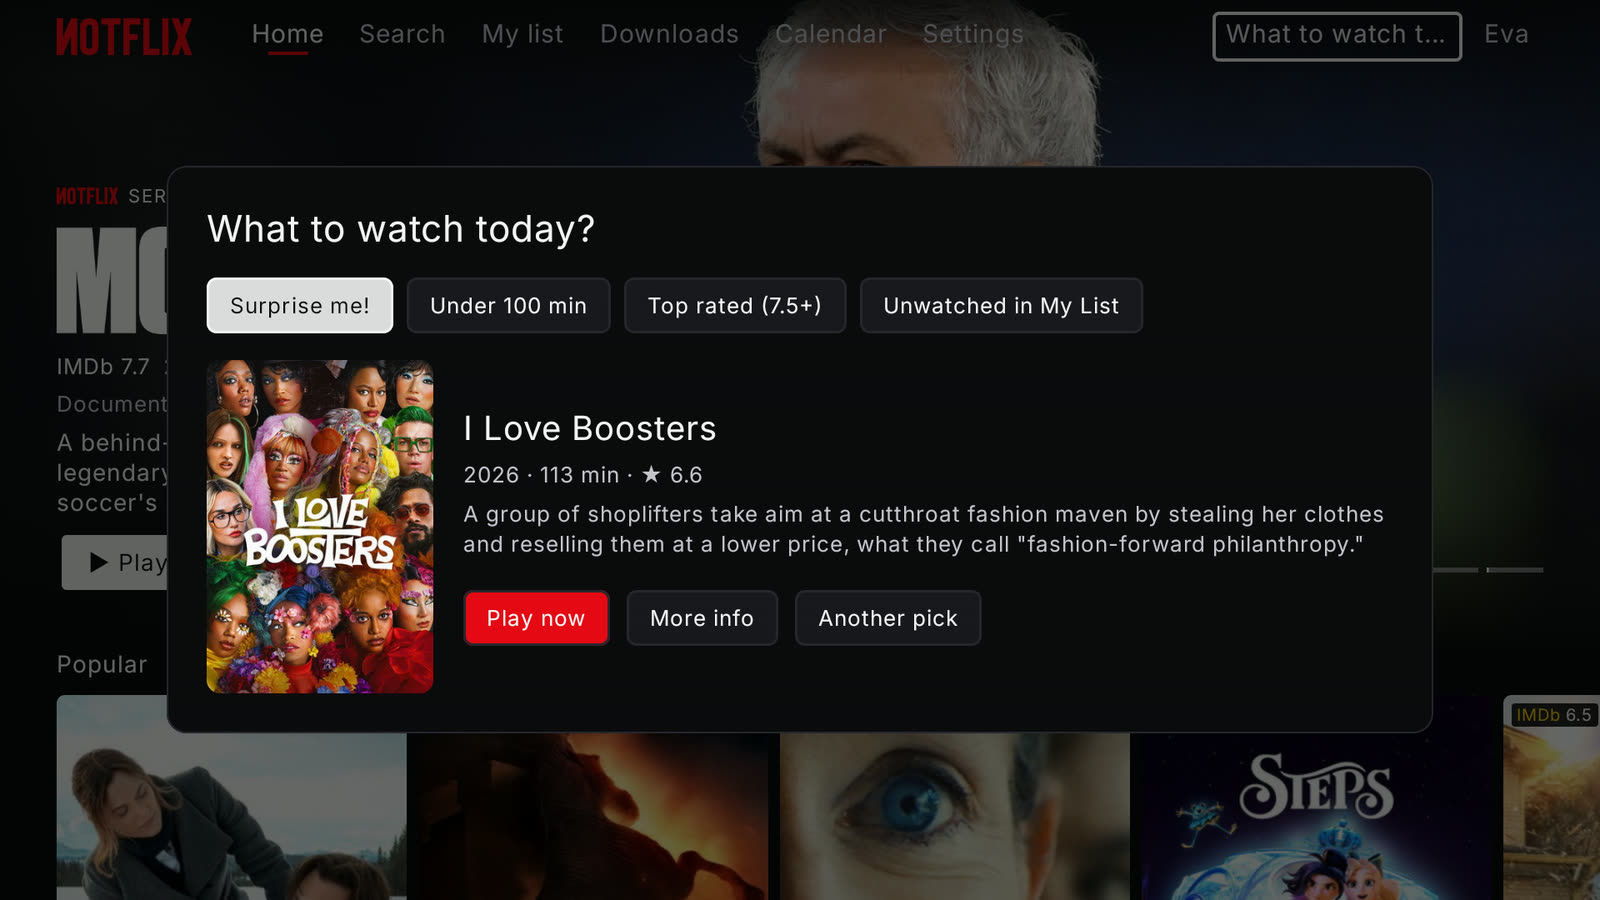 NOTFLIX Home Search My list Downloads Calendar Settings What to watch t... Eva
NOTFLIX SER
MO
IMDb 7.7
Document
A behind-
legendary
soccer's
▶ Play
What to watch today?
Surprise me! Under 100 min Top rated (7.5+) Unwatched in My List
I LOVE
BOOSTERS
I Love Boosters
2026 · 113 min · ★ 6.6
A group of shoplifters take aim at a cutthroat fashion maven by stealing her clothes
and reselling them at a lower price, what they call "fashion-forward philanthropy."
Play now More info Another pick
Popular
STEPS
IMDb 6.5